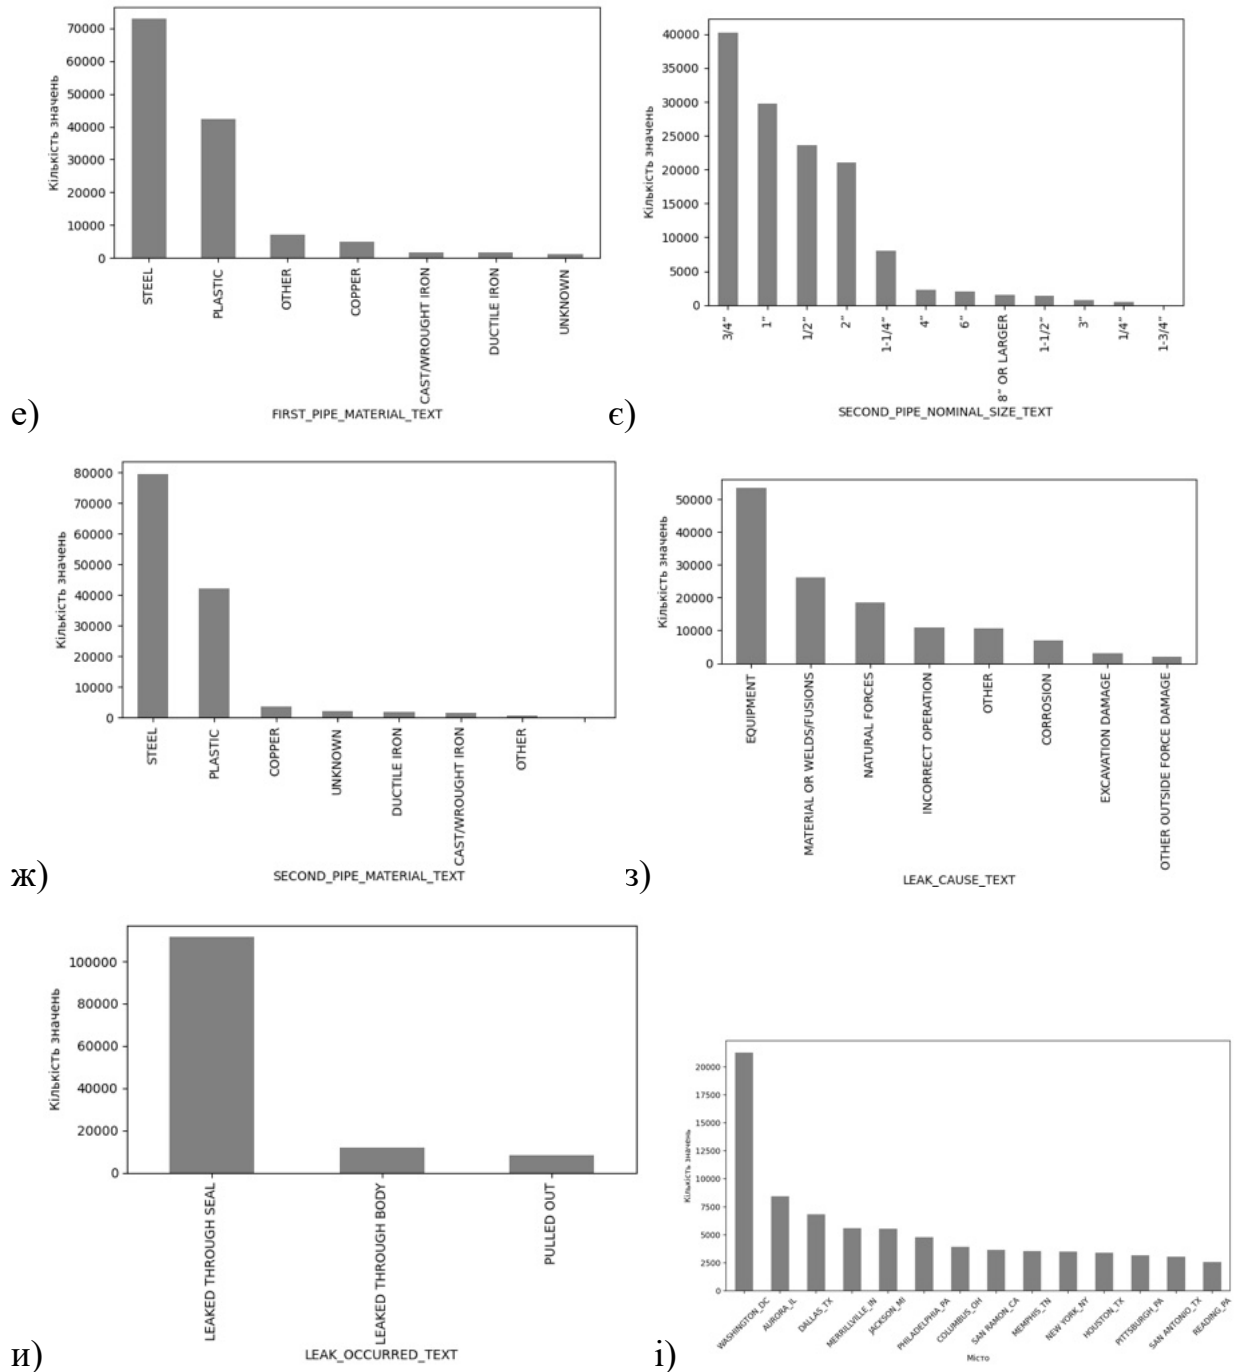 70000
60000
50000
40000
30000
20000
10000
0
Кількість значень
STEEL
PLASTIC
OTHER
COPPER
CAST/WROUGHT IRON
DUCTILE IRON
UNKNOWN
FIRST_PIPE_MATERIAL_TEXT
е)
40000
35000
30000
25000
20000
15000
10000
5000
0
Кількість значень
3/4"
1"
1/2"
2"
1-1/4"
4"
6"
8" OR LARGER
1-1/2"
3"
1/4"
1-3/4"
SECOND_PIPE_NOMINAL_SIZE_TEXT
є)
80000
70000
60000
50000
40000
30000
20000
10000
0
Кількість значень
STEEL
PLASTIC
COPPER
UNKNOWN
DUCTILE IRON
CAST/WROUGHT IRON
OTHER
SECOND_PIPE_MATERIAL_TEXT
ж)
50000
40000
30000
20000
10000
0
Кількість значень
EQUIPMENT
MATERIAL OR WELDS/FUSIONS
NATURAL FORCES
INCORRECT OPERATION
OTHER
CORROSION
EXCAVATION DAMAGE
OTHER OUTSIDE FORCE DAMAGE
LEAK_CAUSE_TEXT
з)
100000
80000
60000
40000
20000
0
Кількість значень
LEAKED THROUGH SEAL
LEAKED THROUGH BODY
PULLED OUT
LEAK_OCCURRED_TEXT
и)
20000
17500
15000
12500
10000
7500
5000
2500
0
Кількість значень
WASHINGTON_DC
AURORA_IL
DALLAS_TX
MERRILLVILLE_IN
JACKSON_MI
PHILADELPHIA_PA
COLUMBUS_OH
SAN RAMON_CA
MEMPHIS_TN
NEW YORK_NY
HOUSTON_TX
PITTSBURGH_PA
SAN ANTONIO_TX
READING_PA
Місто
і)